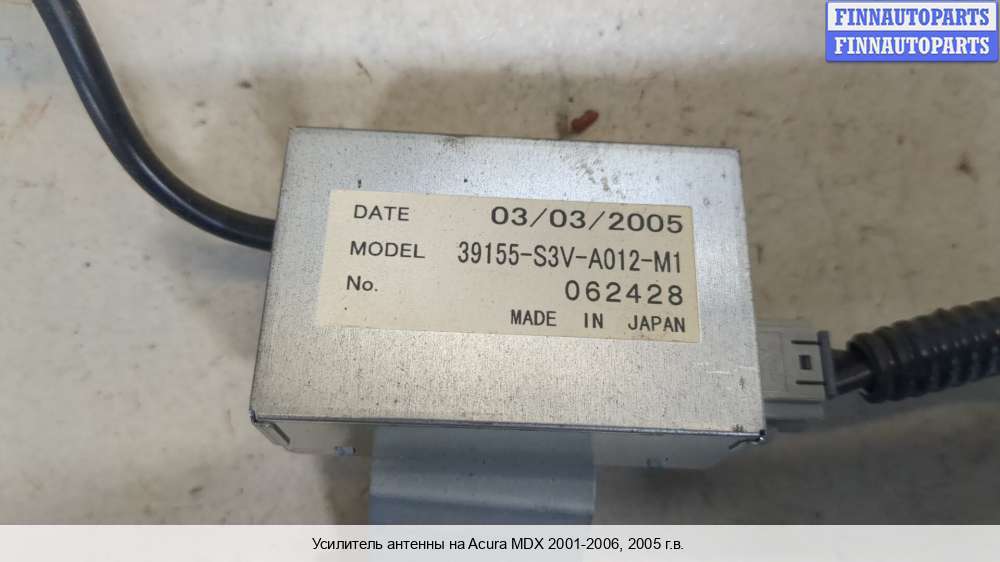 FINNAUTOPARTS
FINNAUTOPARTS
DATE 03/03/2005
MODEL 39155-S3V-A012-M1
No. 062428
MADE IN JAPAN
Усилитель антенны на Acura MDX 2001-2006, 2005 г.в.